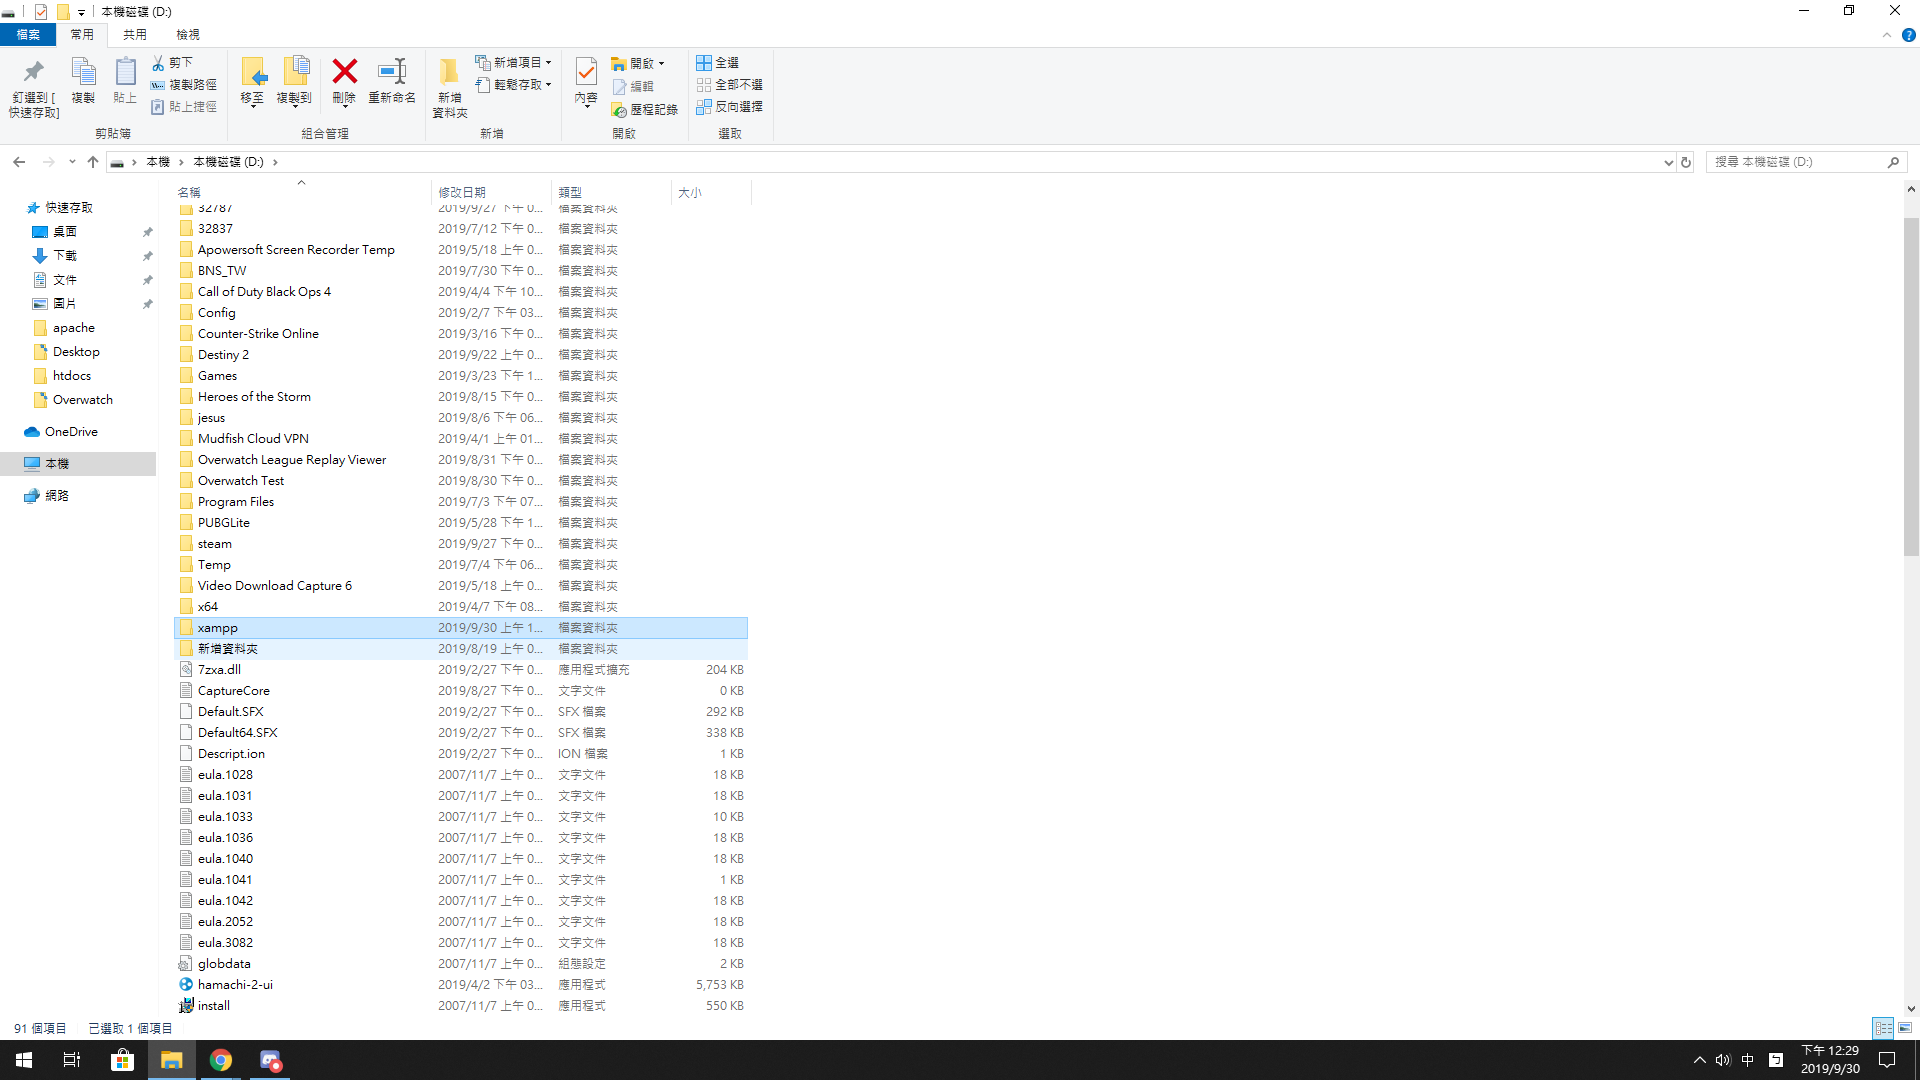 本機磁碟 (D:)
檔案 常用 共用 檢視
釘選到 [快速存取]
複製
貼上
剪下
複製路徑
貼上捷徑
剪貼簿
移至
複製到
刪除
重新命名
組合管理
新增資料夾
新增項目
輕鬆存取
新增
內容
開啟
編輯
歷程記錄
開啟
全選
全部不選
反向選擇
選取
本機 本機磁碟 (D:)
搜尋 本機磁碟 (D:)
快速存取
桌面
下載
文件
圖片
apache
Desktop
htdocs
Overwatch
OneDrive
本機
網路
名稱 修改日期 類型 大小
32787 2019/9/27 下午 0... 檔案資料夾
32837 2019/7/12 下午 0... 檔案資料夾
Apowersoft Screen Recorder Temp 2019/5/18 上午 0... 檔案資料夾
BNS_TW 2019/7/30 下午 0... 檔案資料夾
Call of Duty Black Ops 4 2019/4/4 下午 10... 檔案資料夾
Config 2019/2/7 下午 03... 檔案資料夾
Counter-Strike Online 2019/3/16 下午 0... 檔案資料夾
Destiny 2 2019/9/22 上午 0... 檔案資料夾
Games 2019/3/23 下午 1... 檔案資料夾
Heroes of the Storm 2019/8/15 下午 0... 檔案資料夾
jesus 2019/8/6 下午 06... 檔案資料夾
Mudfish Cloud VPN 2019/4/1 上午 01... 檔案資料夾
Overwatch League Replay Viewer 2019/8/31 下午 0... 檔案資料夾
Overwatch Test 2019/8/30 下午 0... 檔案資料夾
Program Files 2019/7/3 下午 07... 檔案資料夾
PUBGLite 2019/5/28 下午 1... 檔案資料夾
steam 2019/9/27 下午 0... 檔案資料夾
Temp 2019/7/4 下午 06... 檔案資料夾
Video Download Capture 6 2019/5/18 上午 0... 檔案資料夾
x64 2019/4/7 下午 08... 檔案資料夾
xampp 2019/9/30 上午 1... 檔案資料夾
新增資料夾 2019/8/19 上午 0... 檔案資料夾
7zxa.dll 2019/2/27 下午 0... 應用程式擴充 204 KB
CaptureCore 2019/8/27 下午 0... 文字文件 0 KB
Default.SFX 2019/2/27 下午 0... SFX 檔案 292 KB
Default64.SFX 2019/2/27 下午 0... SFX 檔案 338 KB
Descript.ion 2019/2/27 下午 0... ION 檔案 1 KB
eula.1028 2007/11/7 上午 0... 文字文件 18 KB
eula.1031 2007/11/7 上午 0... 文字文件 18 KB
eula.1033 2007/11/7 上午 0... 文字文件 10 KB
eula.1036 2007/11/7 上午 0... 文字文件 18 KB
eula.1040 2007/11/7 上午 0... 文字文件 18 KB
eula.1041 2007/11/7 上午 0... 文字文件 1 KB
eula.1042 2007/11/7 上午 0... 文字文件 18 KB
eula.2052 2007/11/7 上午 0... 文字文件 18 KB
eula.3082 2007/11/7 上午 0... 文字文件 18 KB
globdata 2007/11/7 上午 0... 組態設定 2 KB
hamachi-2-ui 2019/4/2 下午 03... 應用程式 5,753 KB
install 2007/11/7 上午 0... 應用程式 550 KB
91 個項目 已選取 1 個項目
中
ㄅ
下午 12:29
2019/9/30